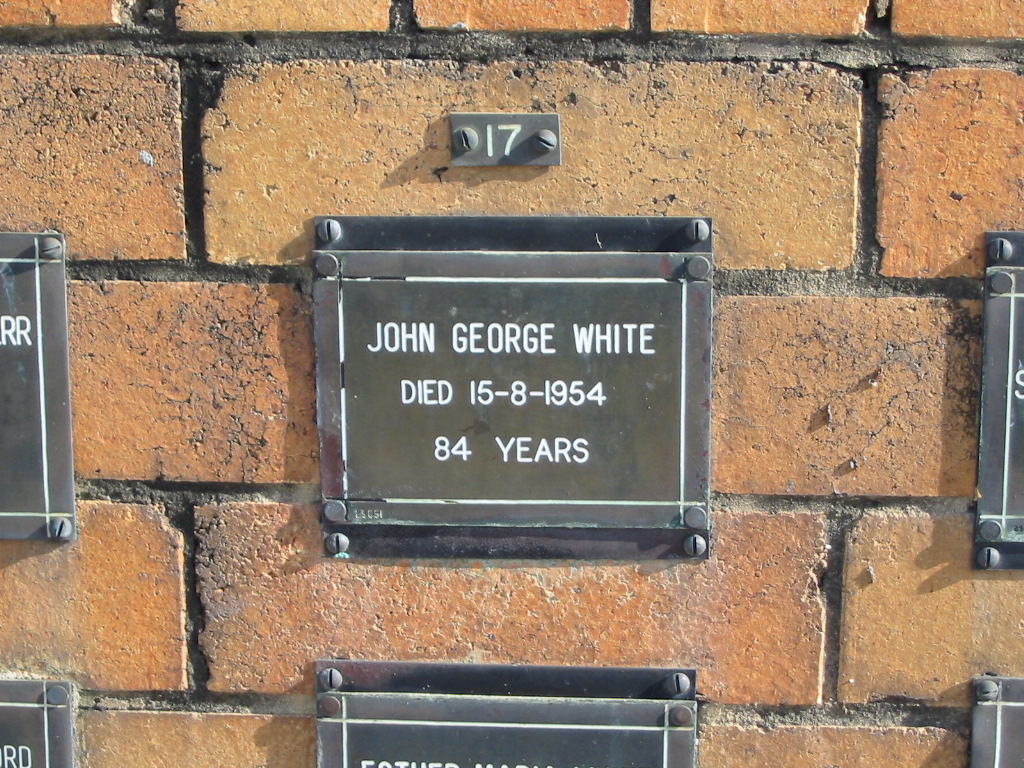 17
JOHN GEORGE WHITE
DIED 15-8-1954
84 YEARS